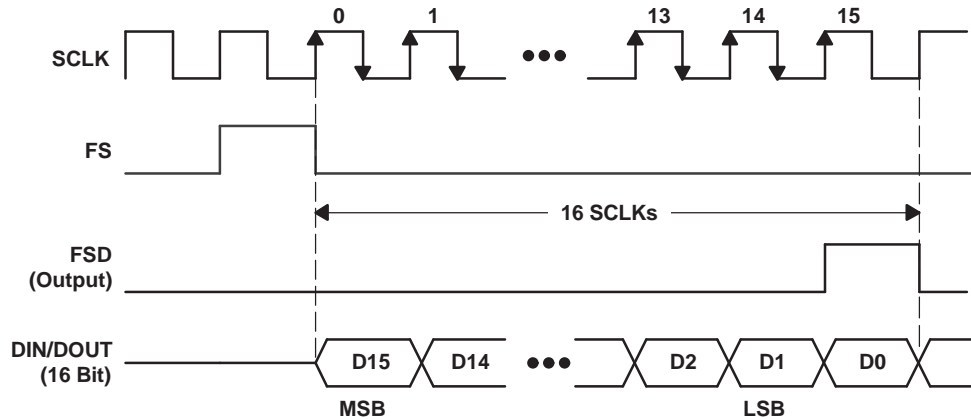 0 1 13 14 15
SCLK
FS
16 SCLKs
FSD
(Output)
DIN/DOUT
(16 Bit)
D15 D14 D2 D1 D0
MSB LSB